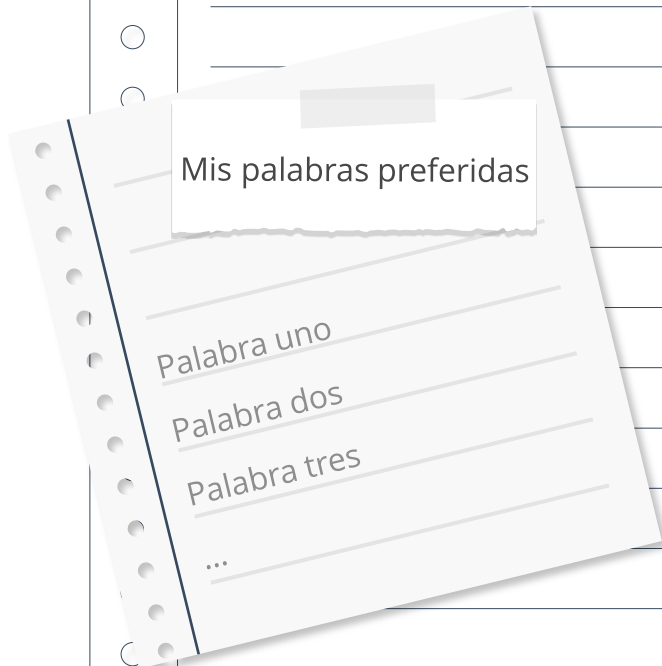 Mis palabras preferidas
Palabra uno
Palabra dos
Palabra tres
...